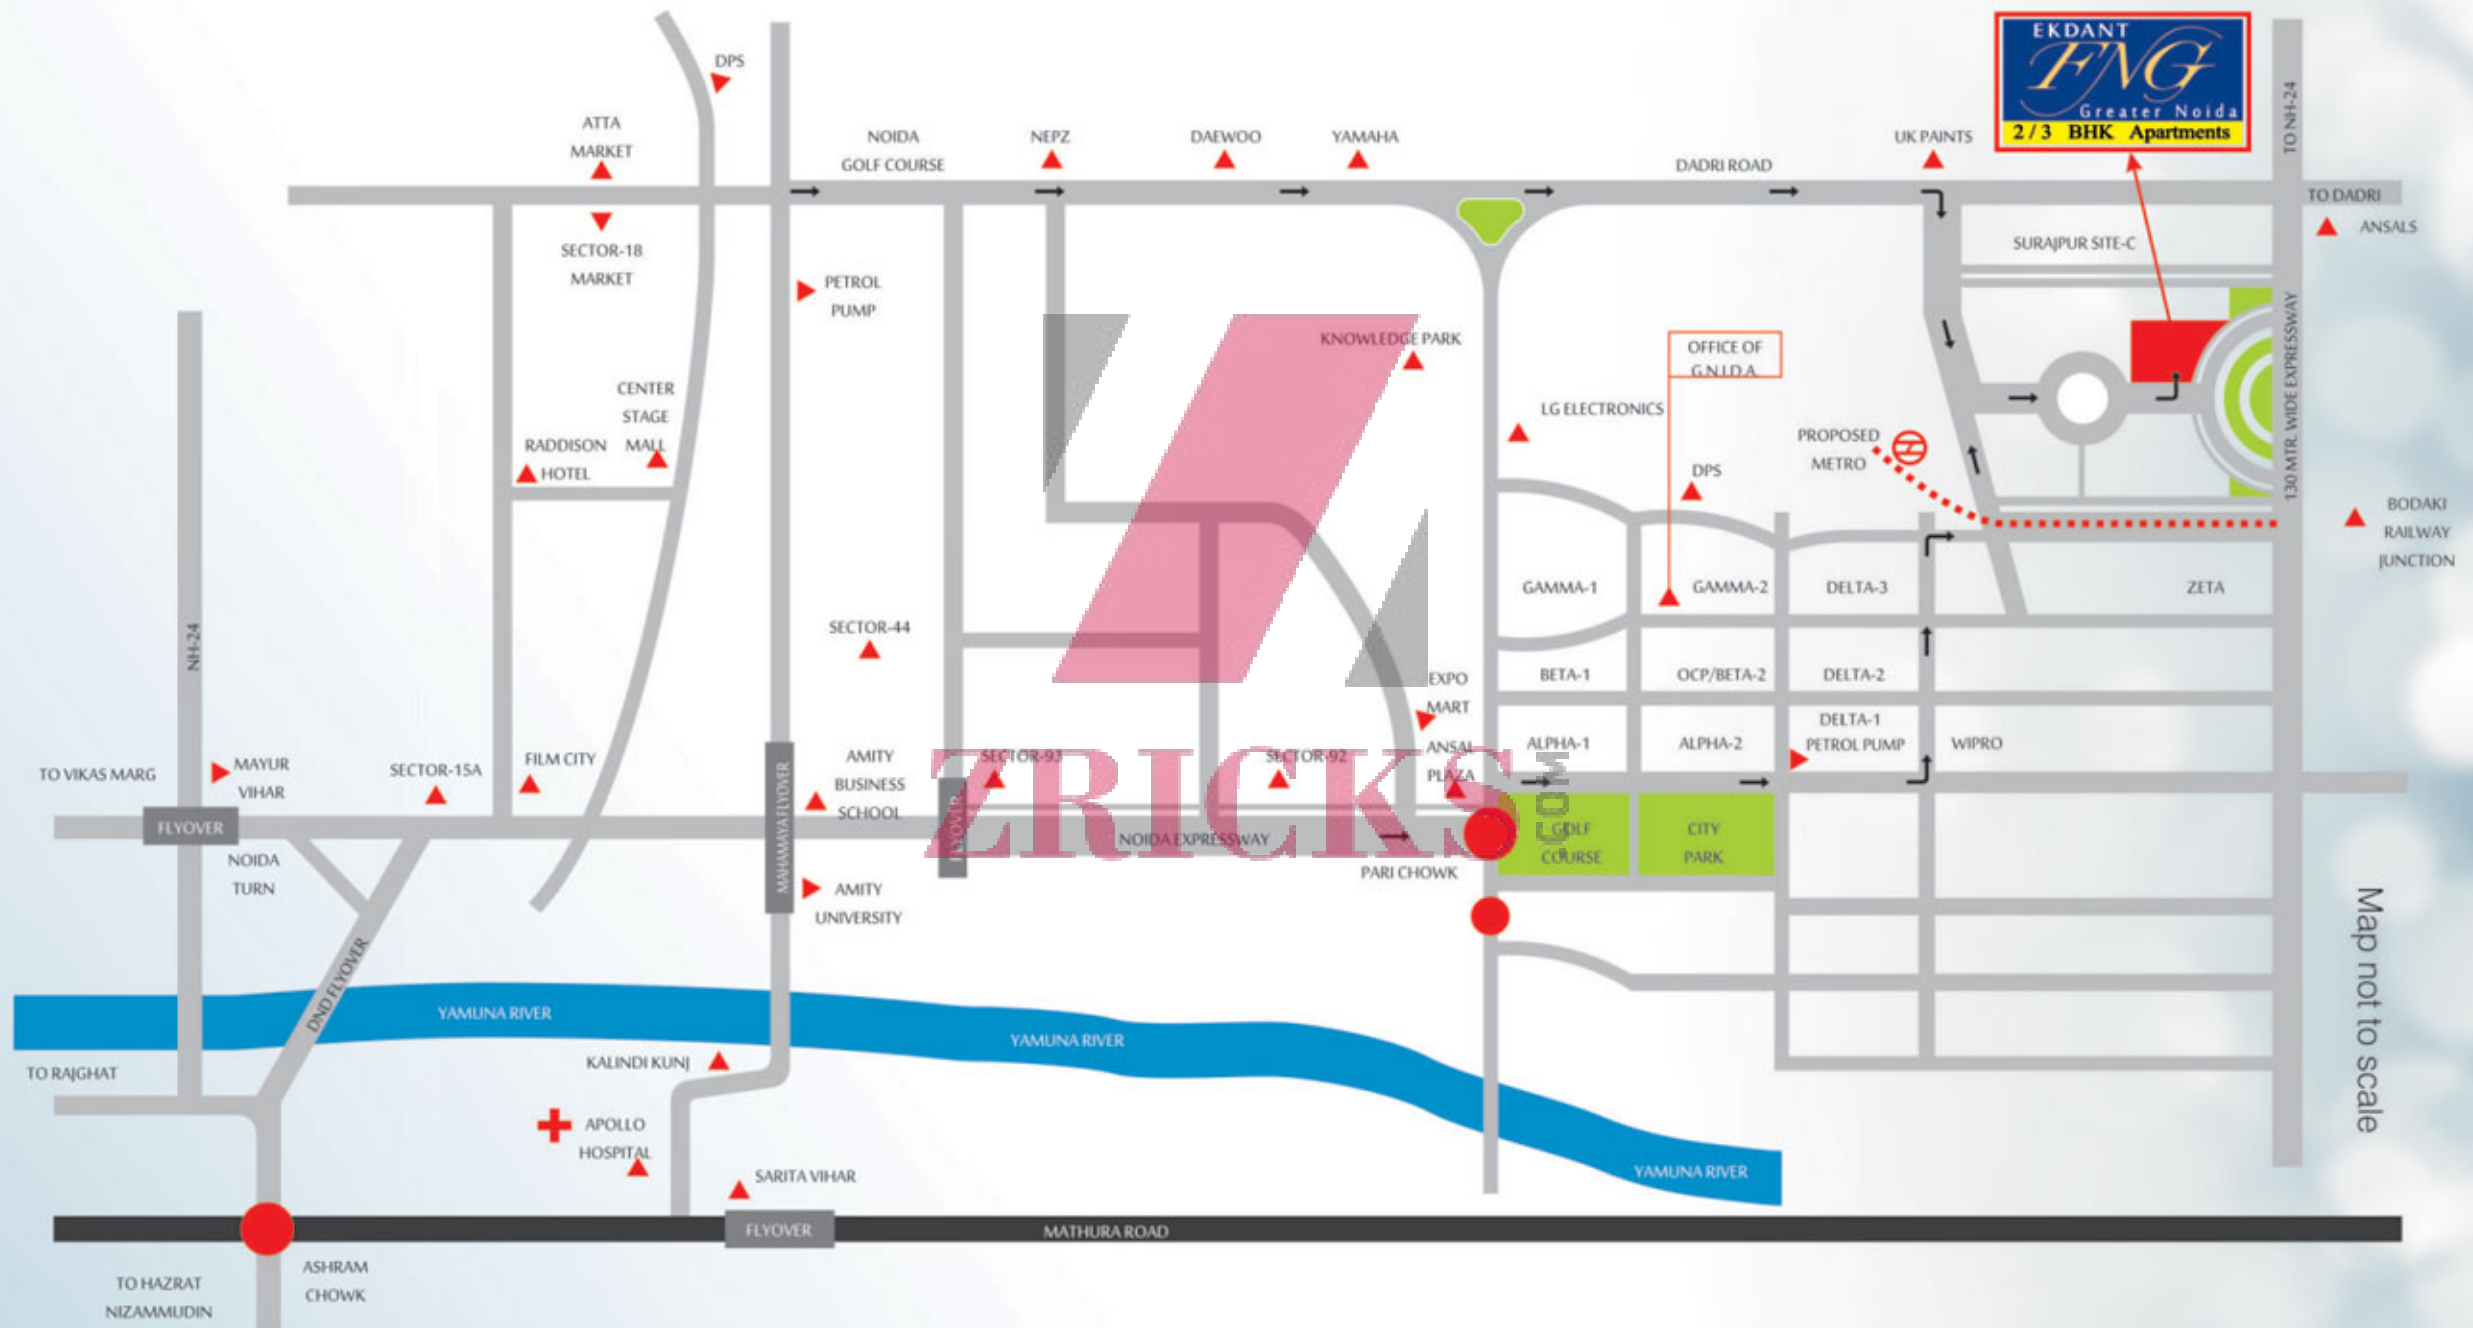 EKDANT
FNG
Greater Noida
2 / 3 BHK Apartments
TO NH-24
DPS
ATTA
MARKET
NOIDA
GOLF COURSE
NEPZ
DAEWOO
YAMAHA
DADRI ROAD
UK PAINTS
TO DADRI
ANSALS
SECTOR-18
MARKET
SURAJPUR SITE-C
PETROL
PUMP
KNOWLEDGE PARK
OFFICE OF
G.N.I.D.A.
130 MTR. WIDE EXPRESSWAY
CENTER
STAGE
MALL
RADDISON
HOTEL
LG ELECTRONICS
DPS
PROPOSED
METRO
BODAKI
RAILWAY
JUNCTION
NH-24
SECTOR-44
GAMMA-1
GAMMA-2
DELTA-3
ZETA
BETA-1
OCP/BETA-2
DELTA-2
EXPO
MART
ANSAL
PLAZA
ALPHA-1
ALPHA-2
DELTA-1
PETROL PUMP
WIPRO
TO VIKAS MARG
MAYUR
VIHAR
SECTOR-15A
FILM CITY
MAHAMAYA FLYOVER
AMITY
BUSINESS
SCHOOL
SECTOR-93
SECTOR-92
ZRICKS
.COM
FLYOVER
FLYOVER
NOIDA EXPRESSWAY
GOLF
COURSE
CITY
PARK
NOIDA
TURN
PARI CHOWK
AMITY
UNIVERSITY
DND FLYOVER
YAMUNA RIVER
YAMUNA RIVER
YAMUNA RIVER
Map not to scale
TO RAJGHAT
KALINDI KUNJ
APOLLO
HOSPITAL
SARITA VIHAR
FLYOVER
MATHURA ROAD
ASHRAM
CHOWK
TO HAZRAT
NIZAMMUDIN